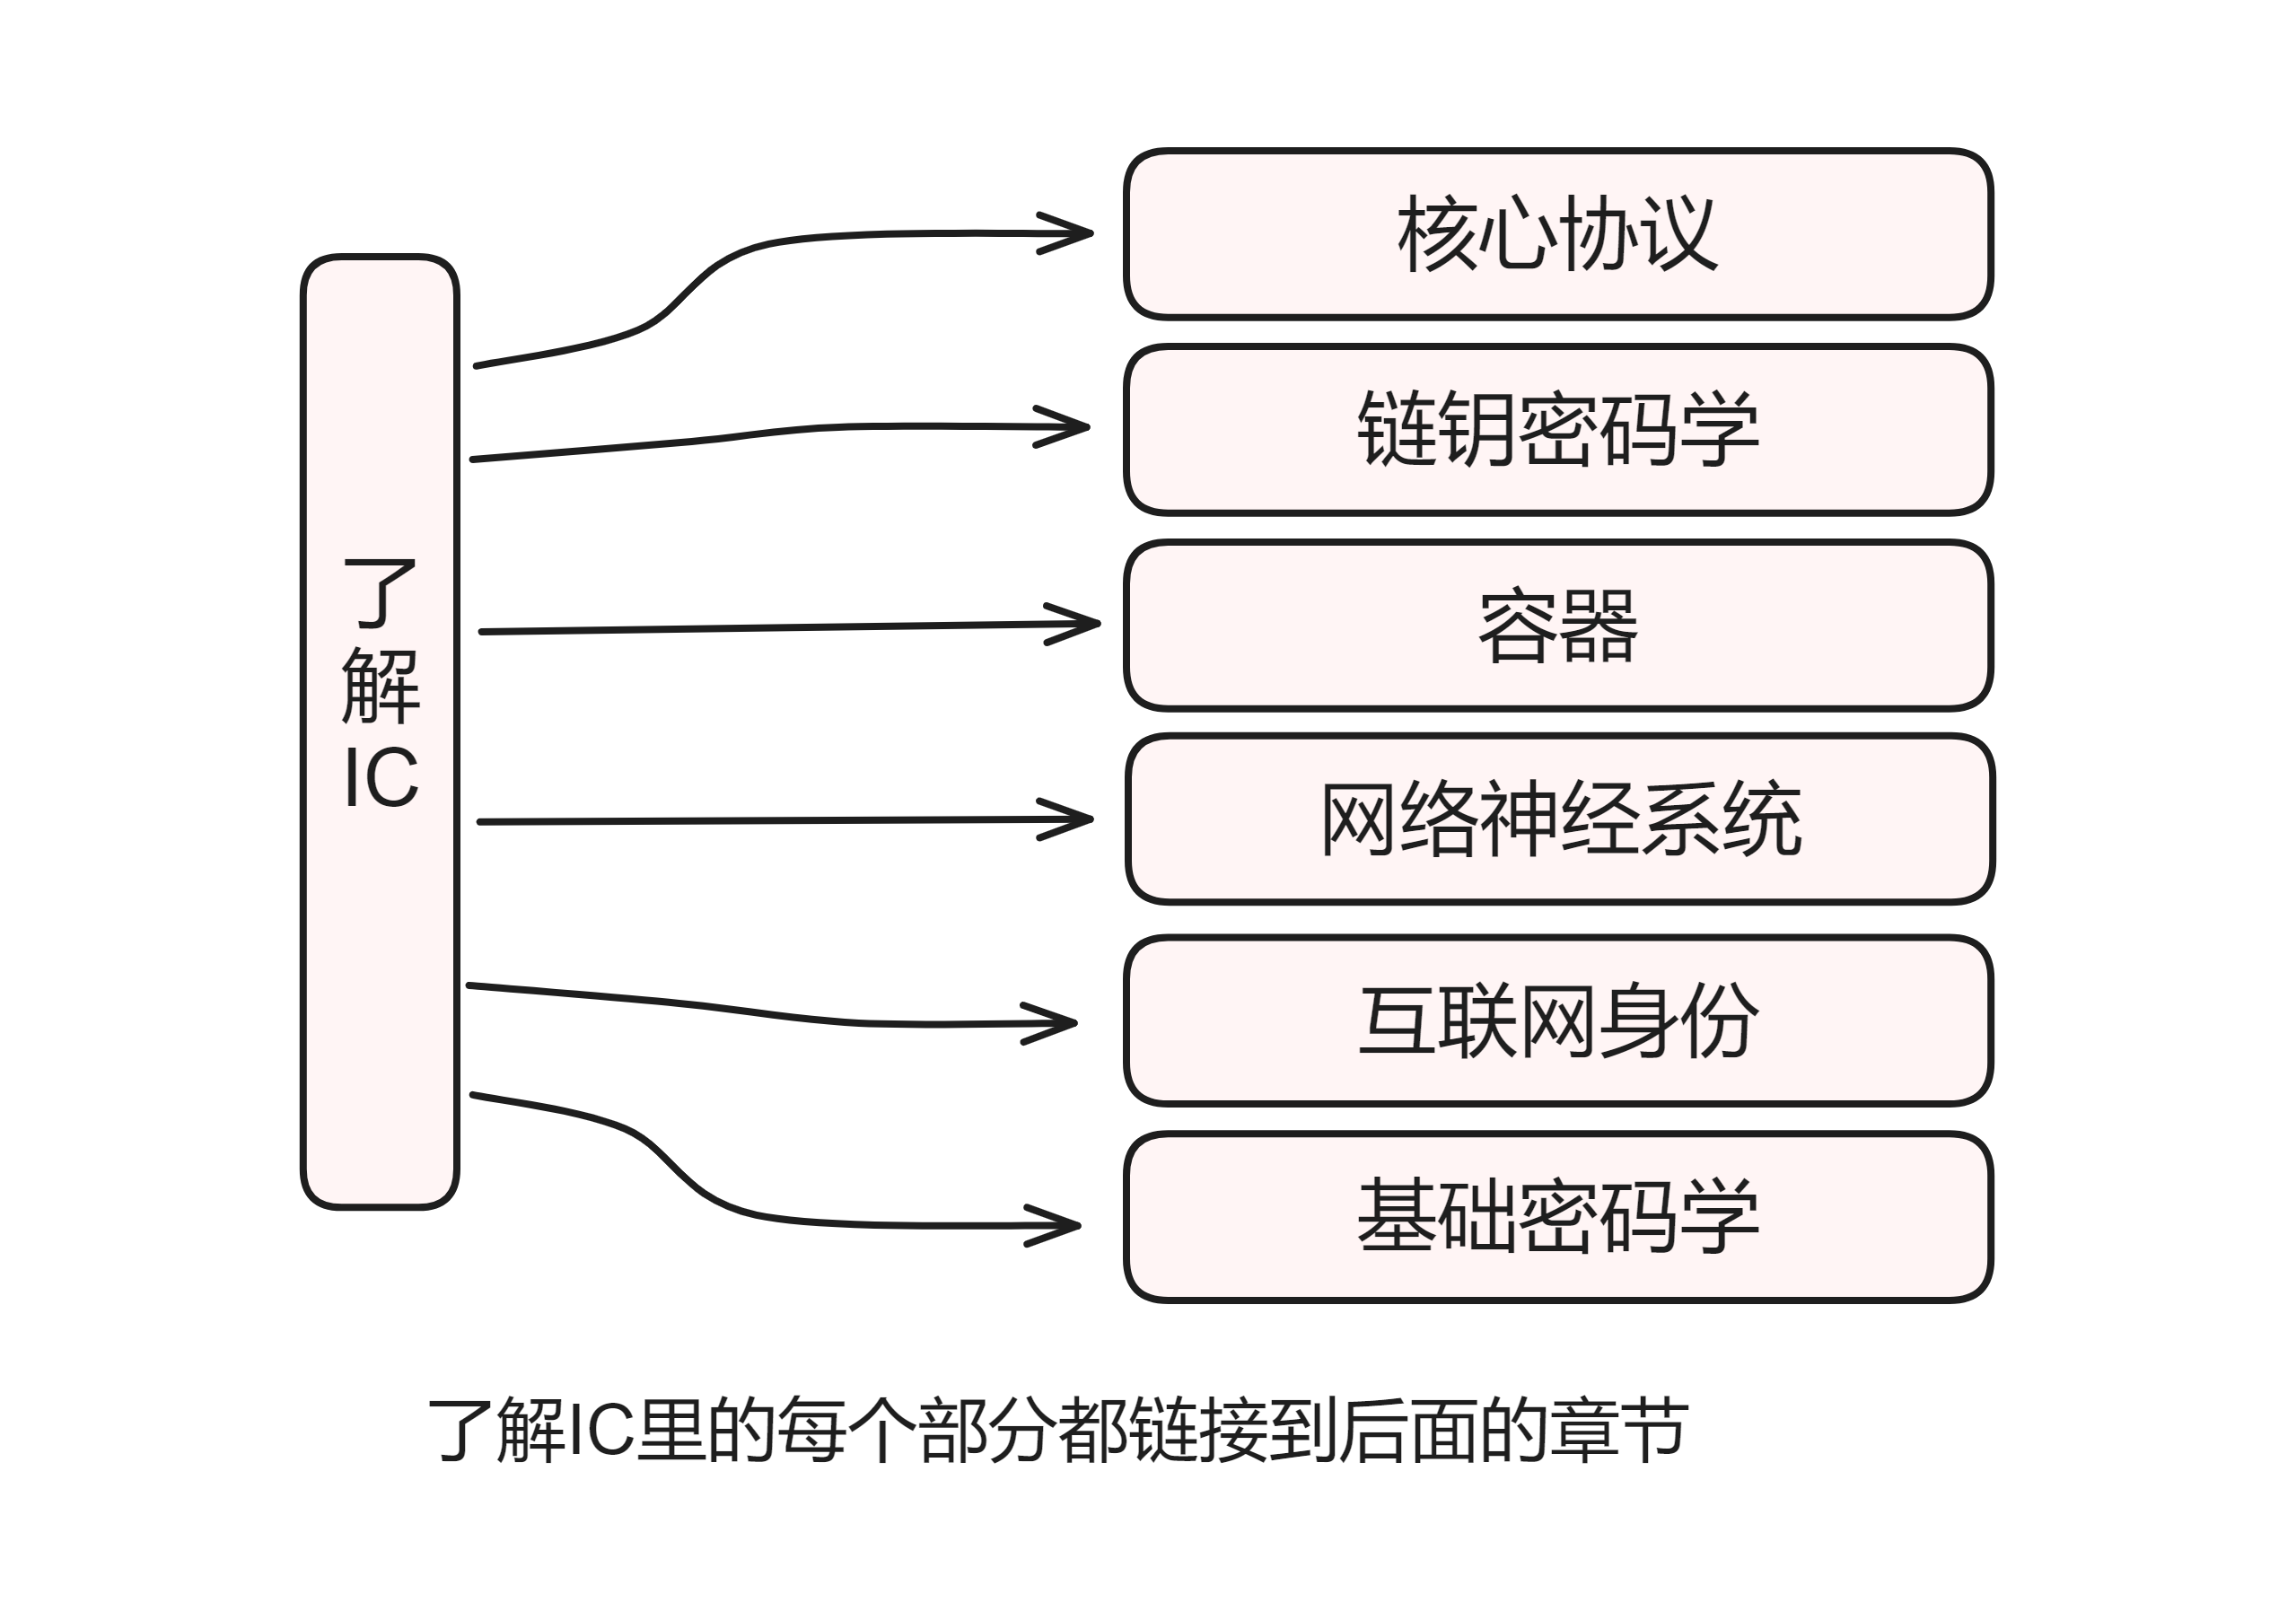 了
解
IC
核心协议
链钥密码学
容器
网络神经系统
互联网身份
基础密码学
了解IC里的每个部分都链接到后面的章节